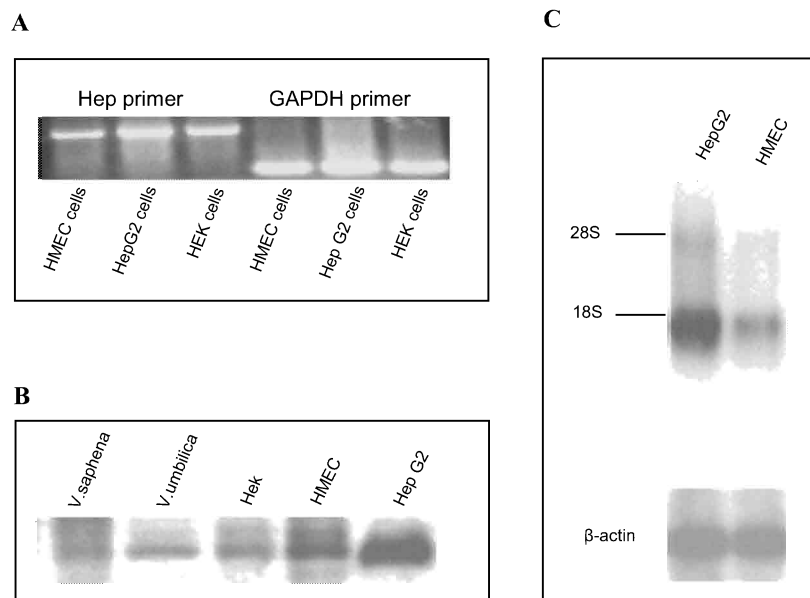 A
Hep primer
GAPDH primer
HMEC cells
HepG2 cells
HEK cells
HMEC cells
Hep G2 cells
HEK cells
B
V.saphena
V.umbilica
Hek
HMEC
Hep G2
C
HepG2
HMEC
28S
18S
β-actin